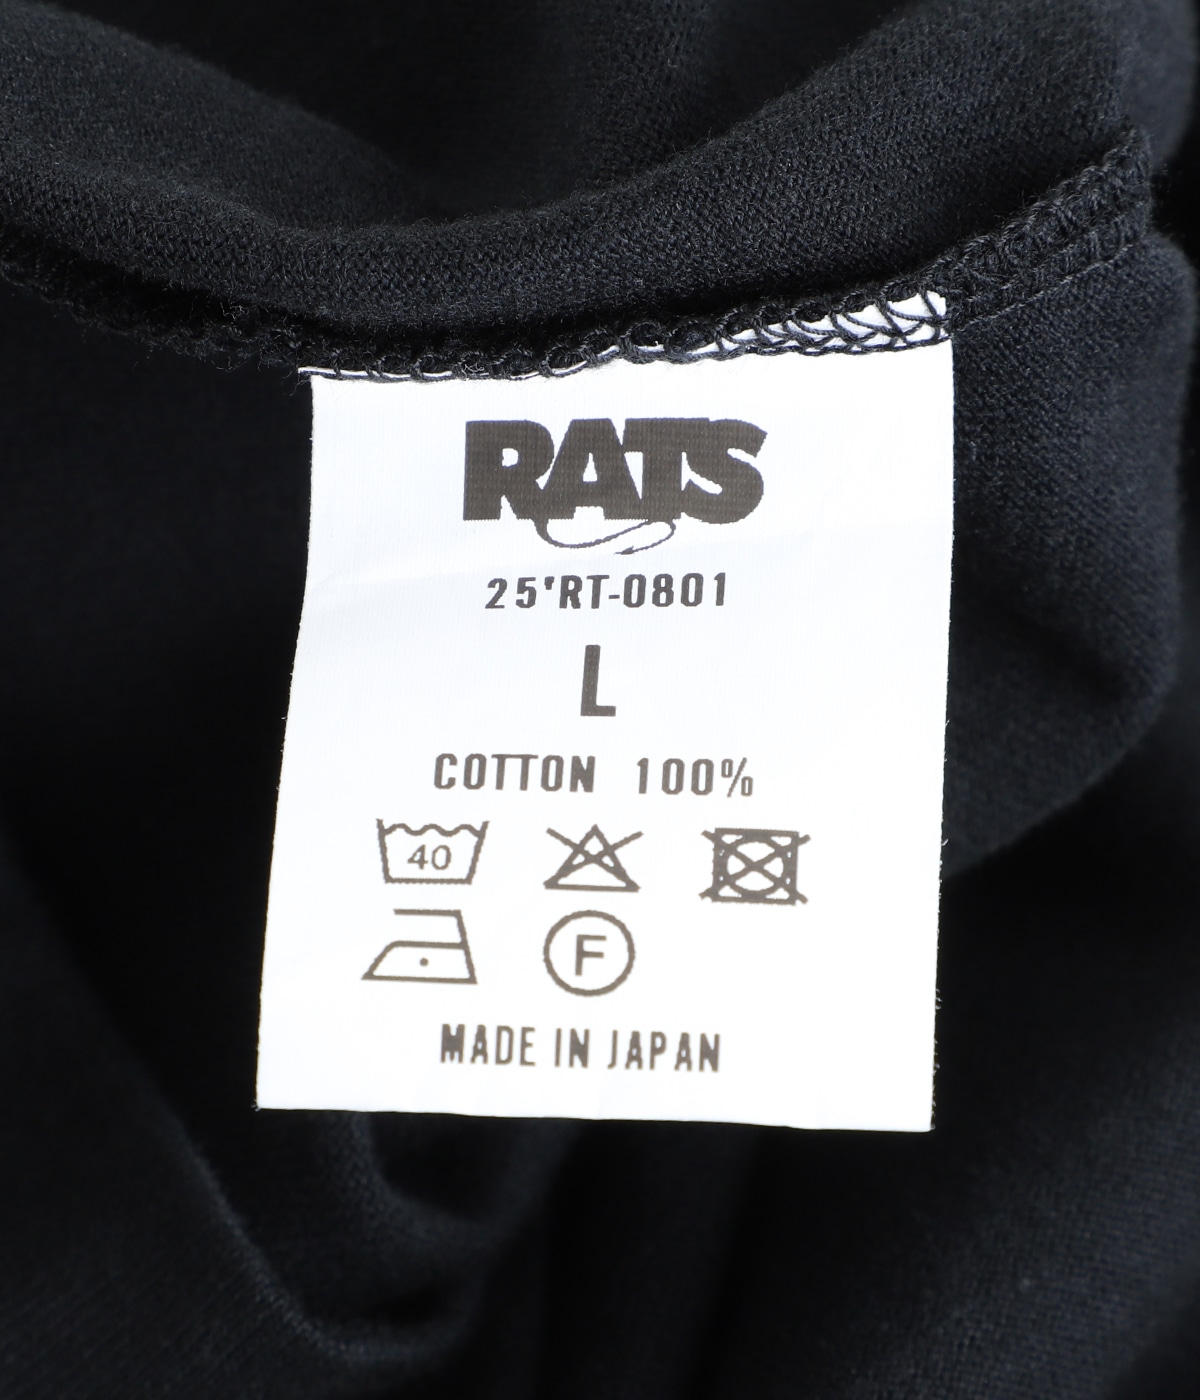 RATS
25'RT-0801
L
COTTON 100%
40
F
MADE IN JAPAN